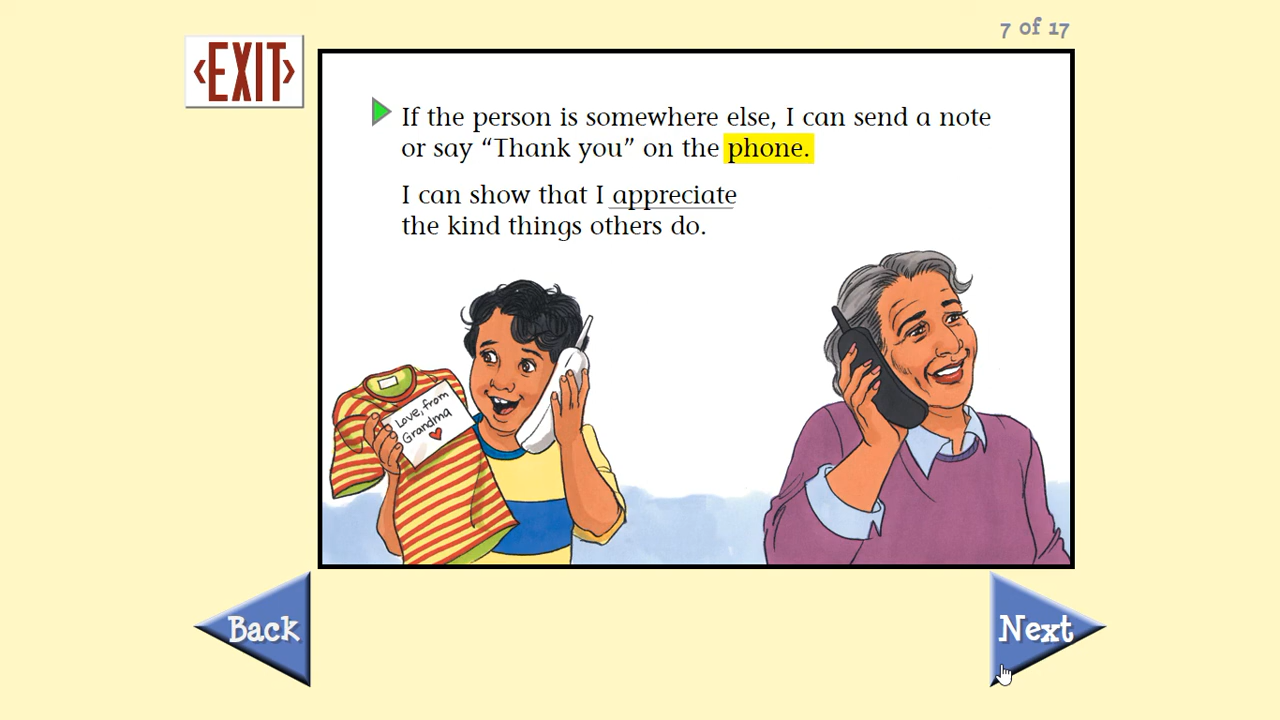 7 of 17
‹EXIT›
If the person is somewhere else, I can send a note
or say “Thank you” on the phone.
I can show that I appreciate
the kind things others do.
Love, from
Grandma
Back
Next